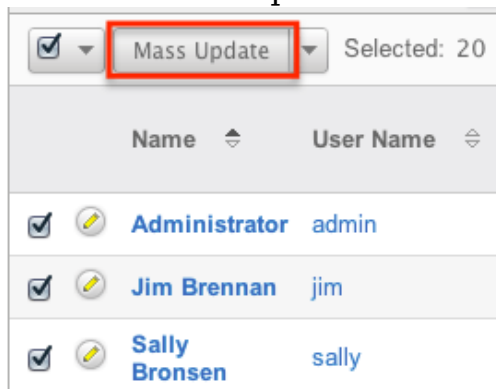 Mass Update Selected: 20
Name User Name
Administrator admin
Jim Brennan jim
Sally
Bronsen sally